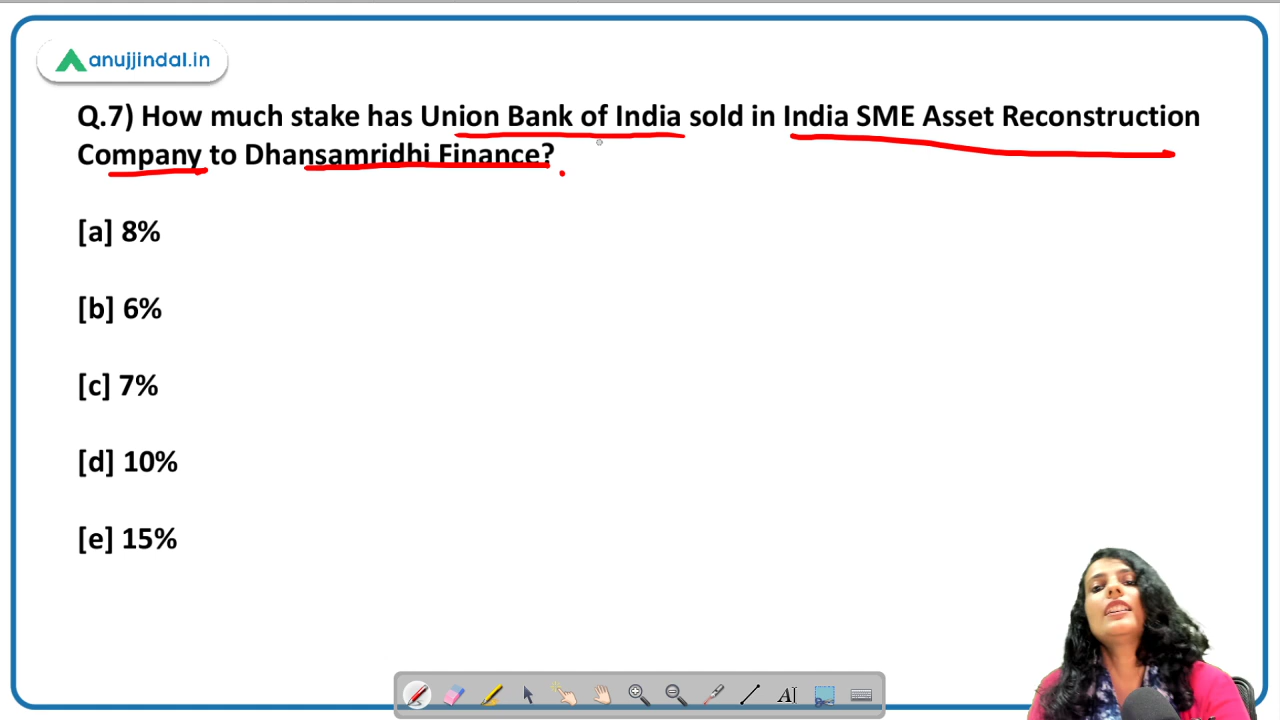 anujjindal.in
Q.7) How much stake has Union Bank of India sold in India SME Asset Reconstruction
Company to Dhansamridhi Finance?
[a] 8%
[b] 6%
[c] 7%
[d] 10%
[e] 15%
A